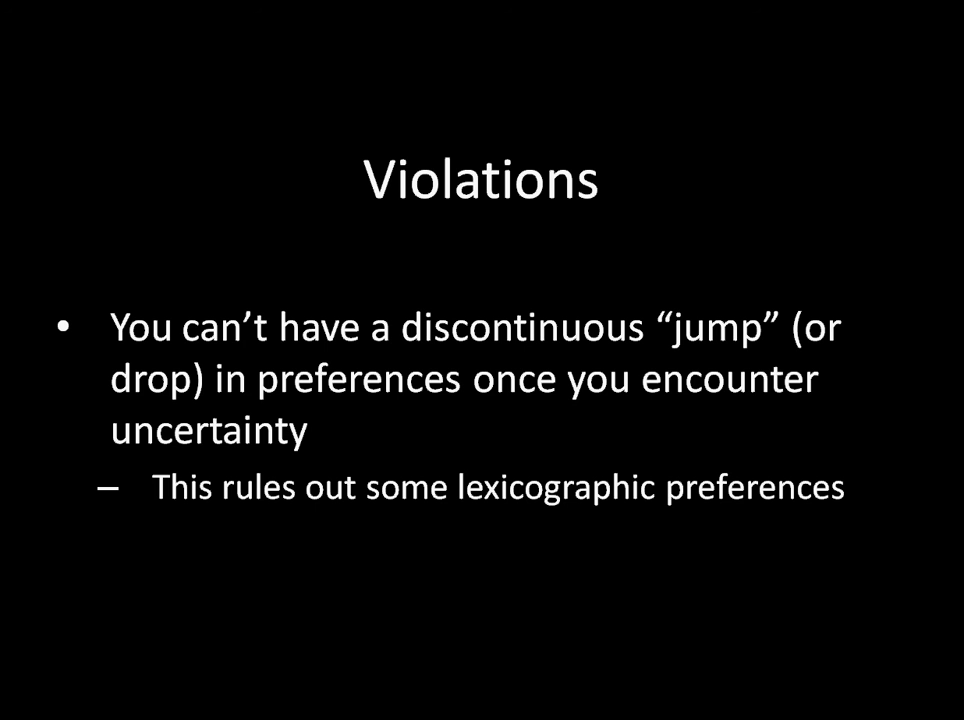 Violations
• You can’t have a discontinuous “jump” (or
drop) in preferences once you encounter
uncertainty
– This rules out some lexicographic preferences